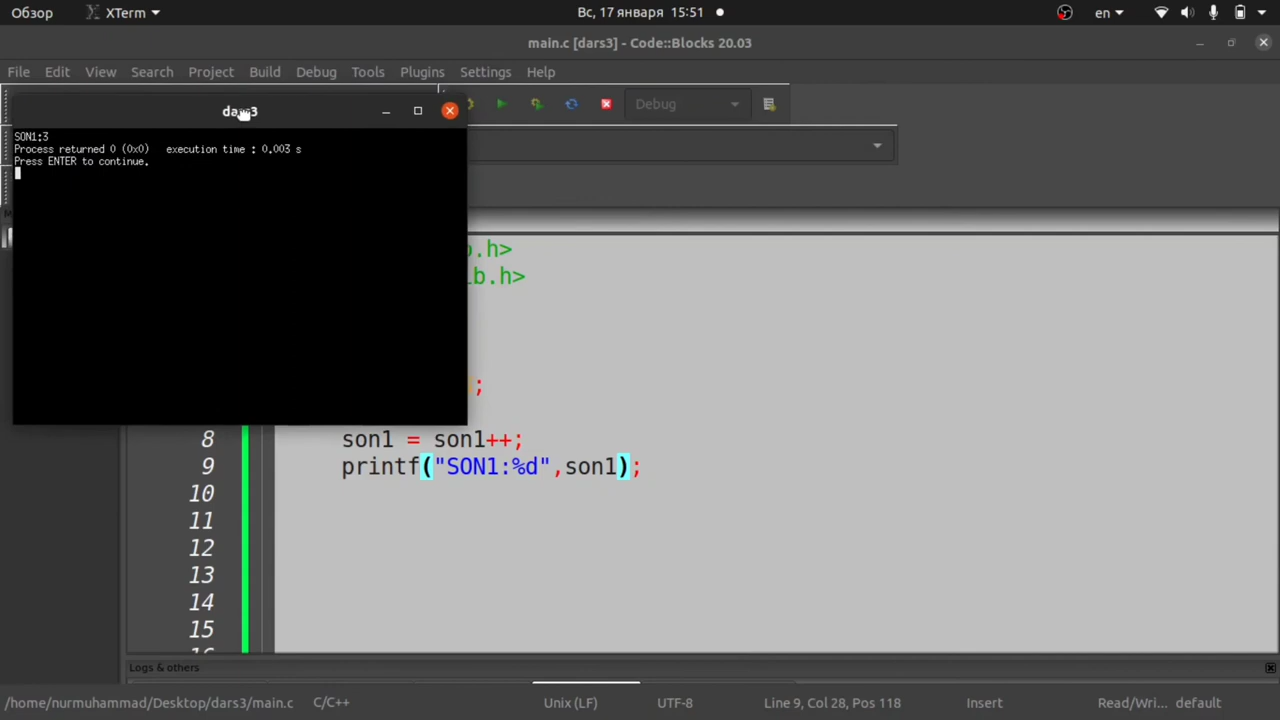 Обзор XTerm Вс, 17 января 15:51 en
main.c [dars3] - Code::Blocks 20.03
File Edit View Search Project Build Debug Tools Plugins Settings Help
Debug
dars3
SON1:3
Process returned 0 (0x0) execution time : 0.003 s
Press ENTER to continue.
b.h>
lb.h>
;
8 son1 = son1++;
9 printf("SON1:%d",son1);
10
11
12
13
14
15
Logs & others
/home/nurmuhammad/Desktop/dars3/main.c C/C++ Unix (LF) UTF-8 Line 9, Col 28, Pos 118 Insert Read/Wri... default